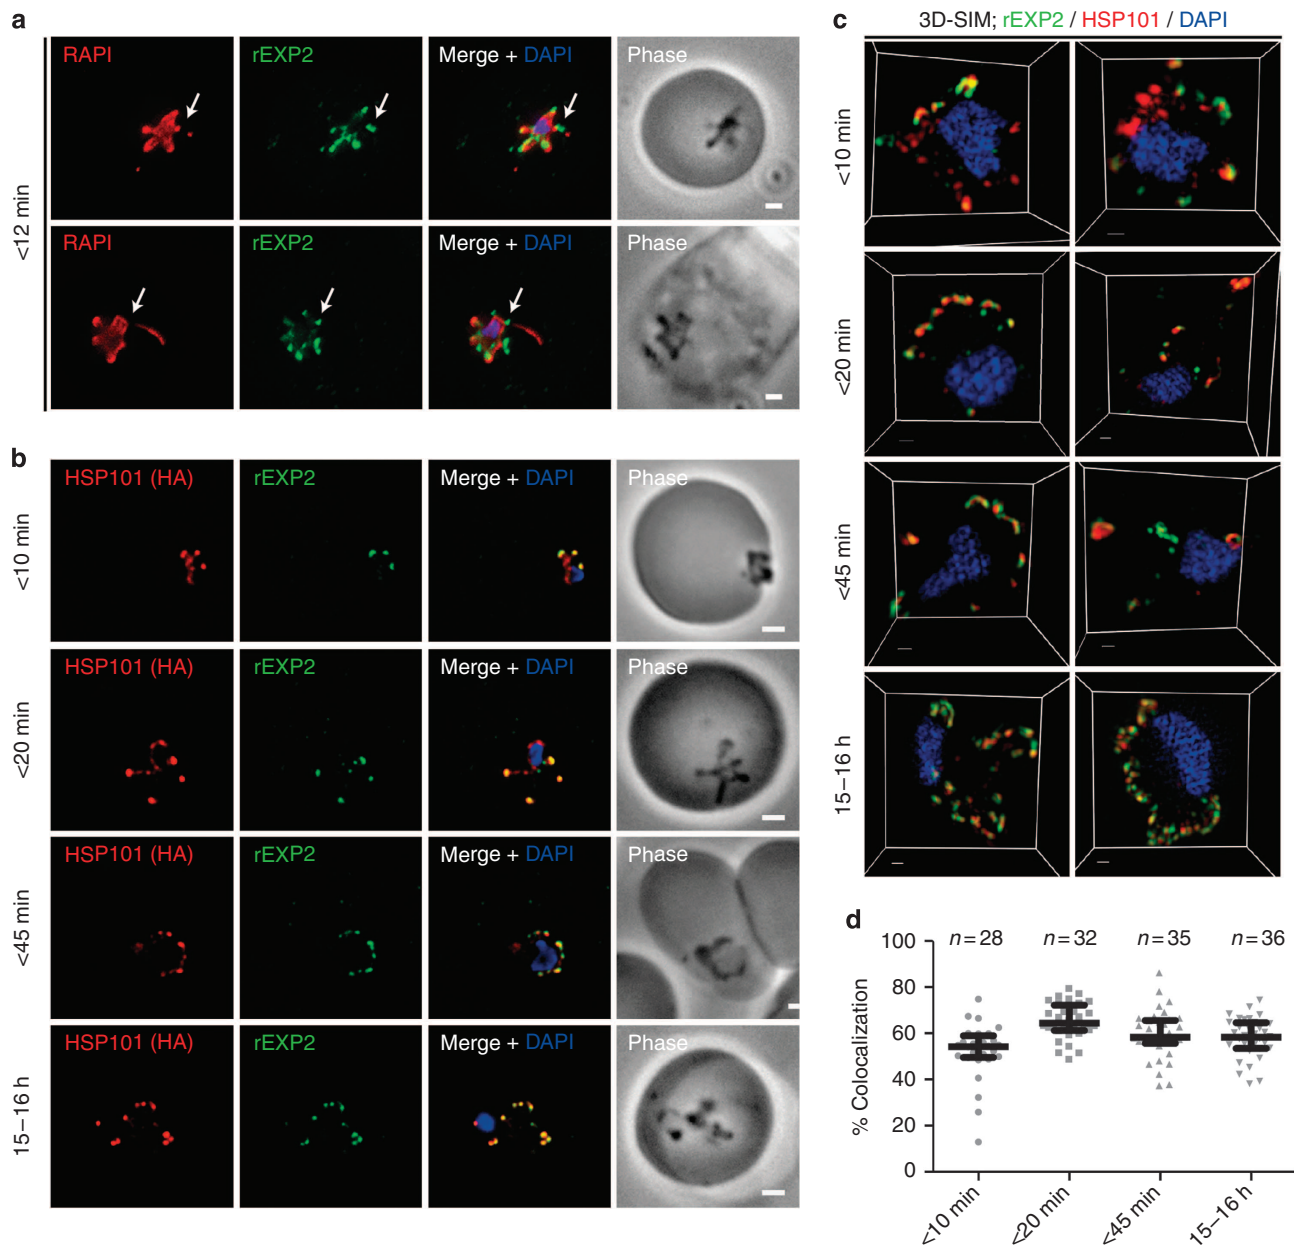 a
<12 min
RAPI
rEXP2
Merge + DAPI
Phase
RAPI
rEXP2
Merge + DAPI
Phase
b
<10 min
HSP101 (HA)
rEXP2
Merge + DAPI
Phase
<20 min
HSP101 (HA)
rEXP2
Merge + DAPI
Phase
<45 min
HSP101 (HA)
rEXP2
Merge + DAPI
Phase
15–16 h
HSP101 (HA)
rEXP2
Merge + DAPI
Phase
c
3D-SIM; rEXP2 / HSP101 / DAPI
<10 min
<20 min
<45 min
15–16 h
d
% Colocalization
100
80
60
40
20
0
n=28
n=32
n=35
n=36
<10 min
<20 min
<45 min
15–16 h